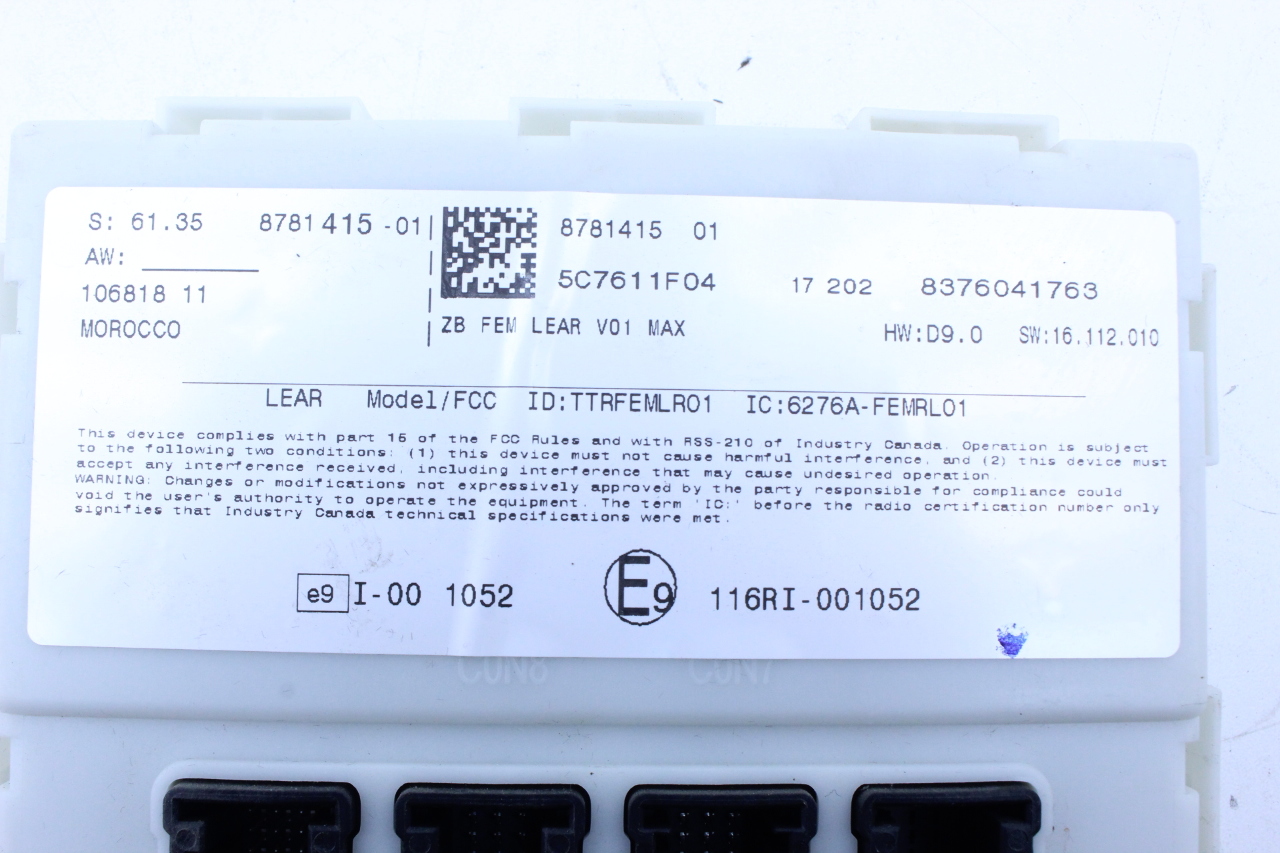 S: 61.35 8781415 -01
AW:
106818 11
MOROCCO
8781415 01
5C7611F04 17 202 8376041763
ZB FEM LEAR V01 MAX HW:D9.0 SW:16.112.010
LEAR Model/FCC ID:TTRFEMLR01 IC:6276A-FEMRL01
This device complies with part 15 of the FCC Rules and with RSS-210 of Industry Canada. Operation is subject
to the following two conditions: (1) this device must not cause harmful interference, and (2) this device must
accept any interference received, including interference that may cause undesired operation.
WARNING: Changes or modifications not expressively approved by the party responsible for compliance could
void the user's authority to operate the equipment. The term 'IC:' before the radio certification number only
signifies that Industry Canada technical specifications were met.
e9 I-00 1052 E9 116RI-001052
CON8 CON7